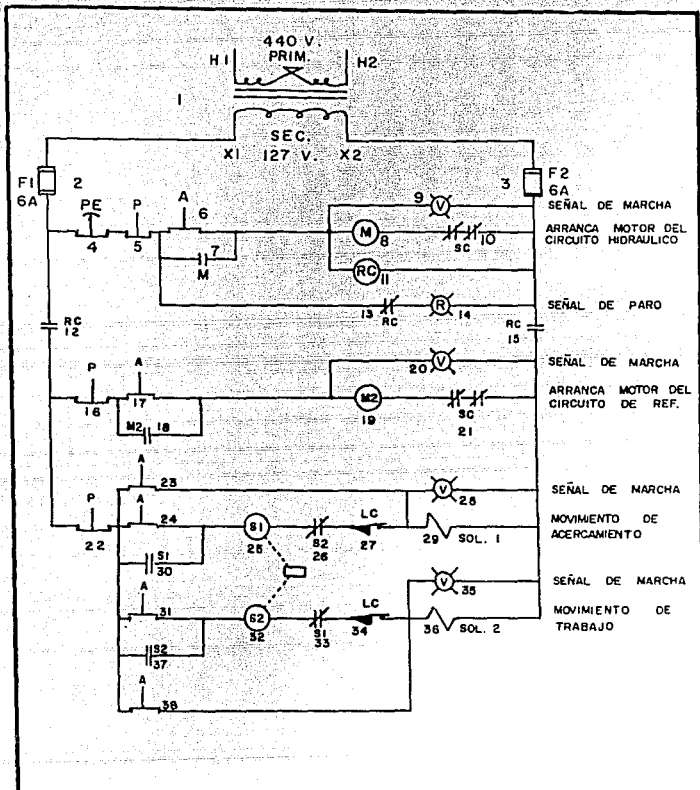 440 V.
H1 PRIM. H2
1
SEC.
X1 127 V. X2
F1 2
6A
3 F2
6A
PE P A
4 5 6
7
M
9 V SEÑAL DE MARCHA
M 8 SC 10 ARRANCA MOTOR DEL
CIRCUITO HIDRAULICO
RC 11
13 RC R 14 SEÑAL DE PARO
RC
12
RC
15
V 20 SEÑAL DE MARCHA
P A
16 17
M2 18
M2
19
SC
21
ARRANCA MOTOR DEL
CIRCUITO DE REF.
A
23
V 28 SEÑAL DE MARCHA
P A
22 24
S1
25
S2
26
LC
27
29 SOL. 1
MOVIMIENTO DE
ACERCAMIENTO
S1
30
V 35 SEÑAL DE MARCHA
A
31
S2
S2
S1
33
LC
34
36 SOL. 2
MOVIMIENTO DE
TRABAJO
S2
37
A
38